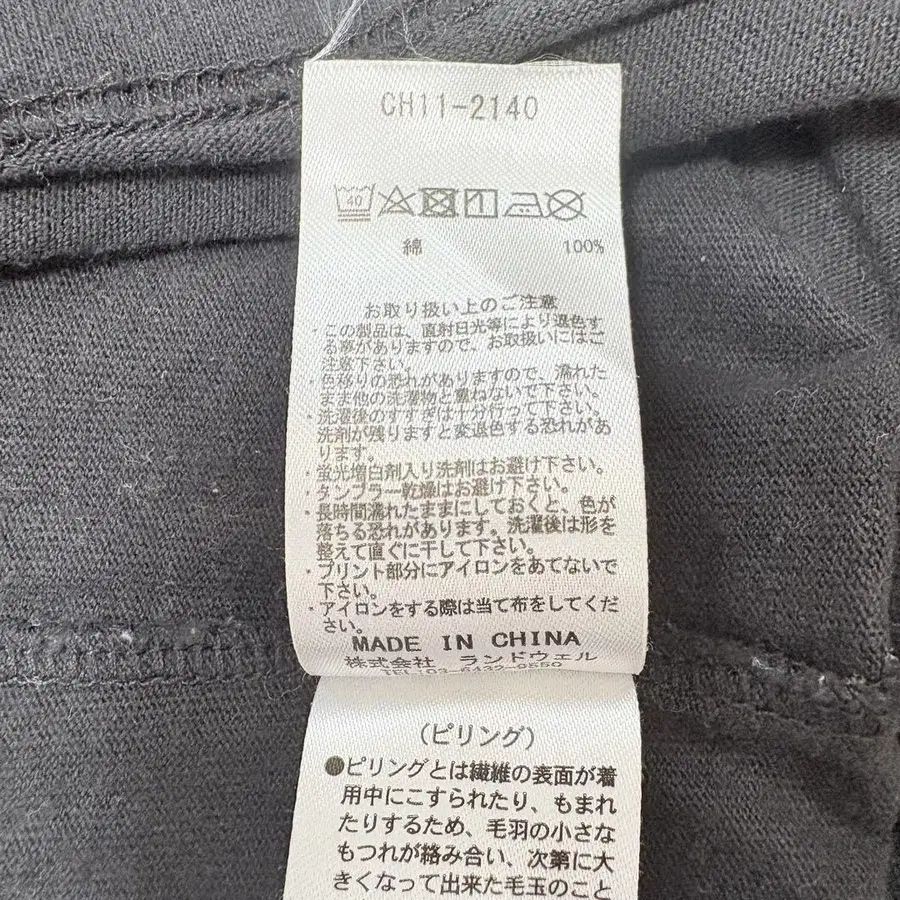 CH11-2140
40
綿 100%
お取り扱い上のご注意
・この製品は、直射日光等により退色す
る事がありますので、お取扱いにはご
注意下さい。
・色移りの恐れがありますので、濡れた
まま他の洗濯物と重ねないで下さい。
・洗濯後のすすぎは十分行って下さい。
洗剤が残りますと変退色する恐れがあ
ります。
・蛍光増白剤入り洗剤はお避け下さい。
・タンブラー乾燥はお避け下さい。
・長時間濡れたままにしておくと、色が
落ちる恐れがあります。洗濯後は形を
整えて直ぐに干して下さい。
・プリント部分にアイロンをあてないで
下さい。
・アイロンをする際は当て布をしてくだ
さい。
MADE IN CHINA
株式会社 ランドウェル
TEL:03-6432-0550
(ピリング)
●ピリングとは繊維の表面が着
用中にこすられたり、もまれ
たりするため、毛羽の小さな
もつれが絡み合い、次第に大
きくなって出来た毛玉のこと